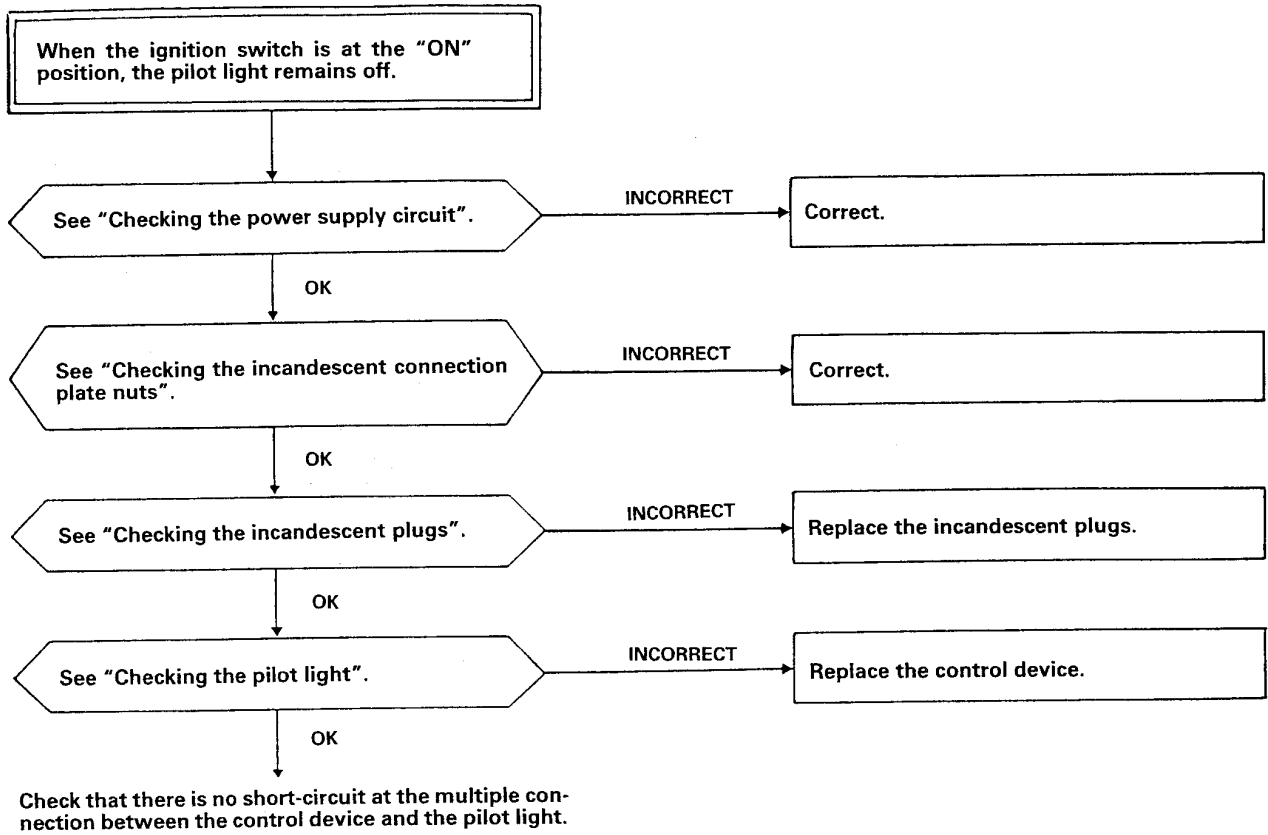 When the ignition switch is at the “ON”
position, the pilot light remains off.
See “Checking the power supply circuit”.
INCORRECT
Correct.
OK
See “Checking the incandescent connection
plate nuts”.
INCORRECT
Correct.
OK
See “Checking the incandescent plugs”.
INCORRECT
Replace the incandescent plugs.
OK
See “Checking the pilot light”.
INCORRECT
Replace the control device.
OK
Check that there is no short-circuit at the multiple con-
nection between the control device and the pilot light.